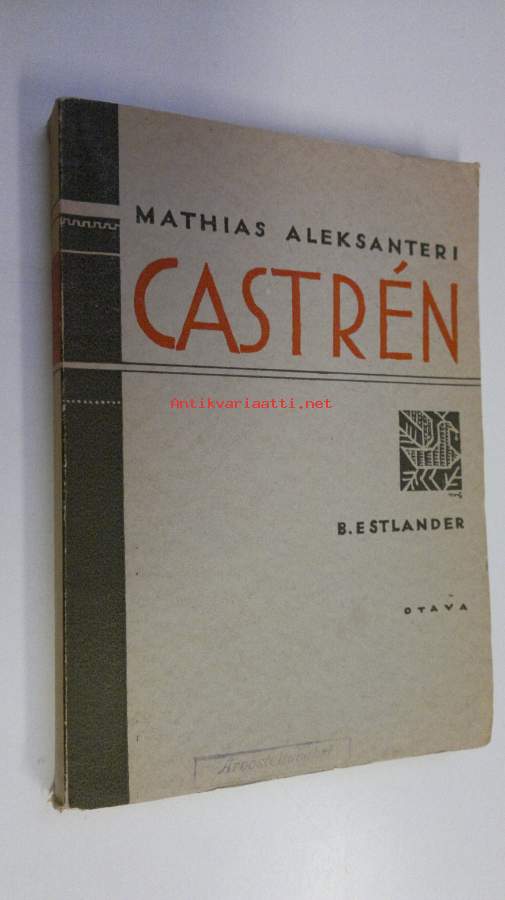 MATHIAS ALEKSANTERI
CASTRÉN
Antikvariaatti.net
B. ESTLANDER
OTAVA